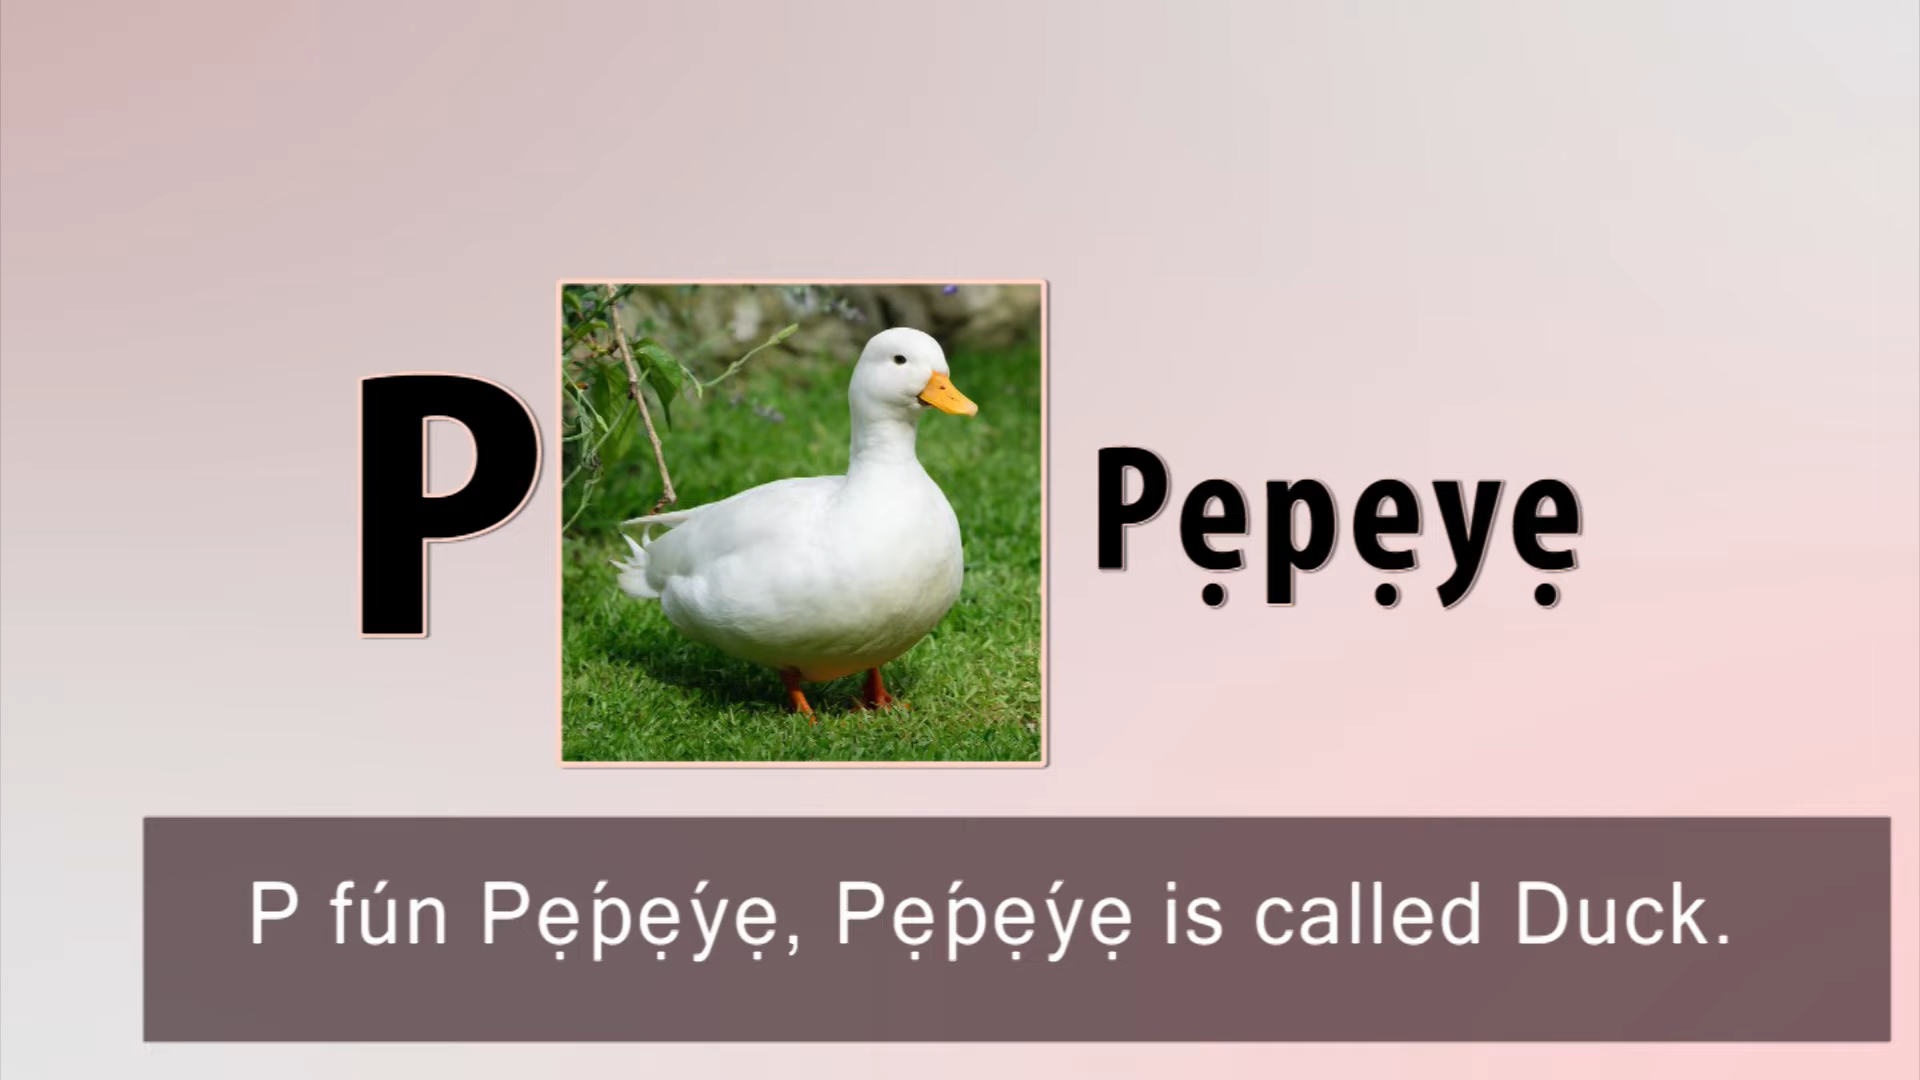 P
Pẹpẹyẹ
P fún Pẹ́pẹ́yẹ, Pẹ́pẹ́yẹ is called Duck.